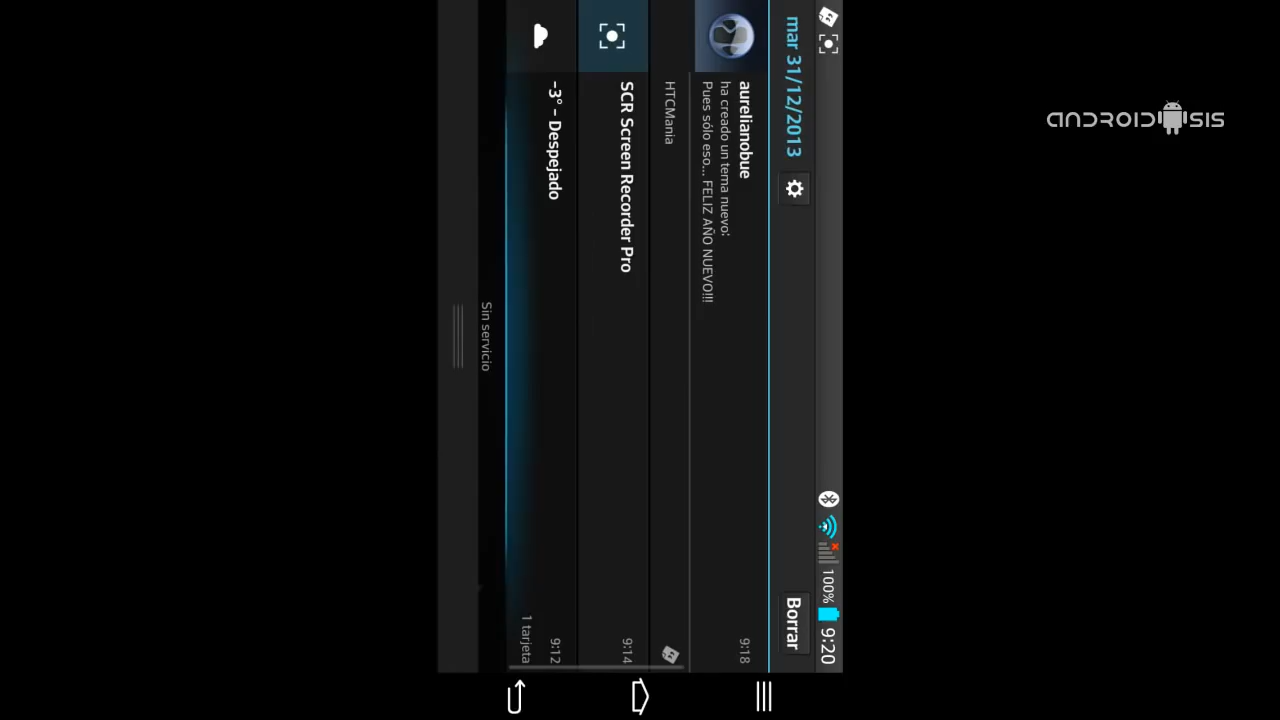 100% 9:20
mar 31/12/2013
Borrar
aurelianobue 9:18
ha creado un tema nuevo:
Pues sólo eso... FELIZ AÑO NUEVO!!!
HTCMania
SCR Screen Recorder Pro 9:14
-3° - Despejado 9:12
1 tarjeta
Sin servicio
ANDROIDSIS